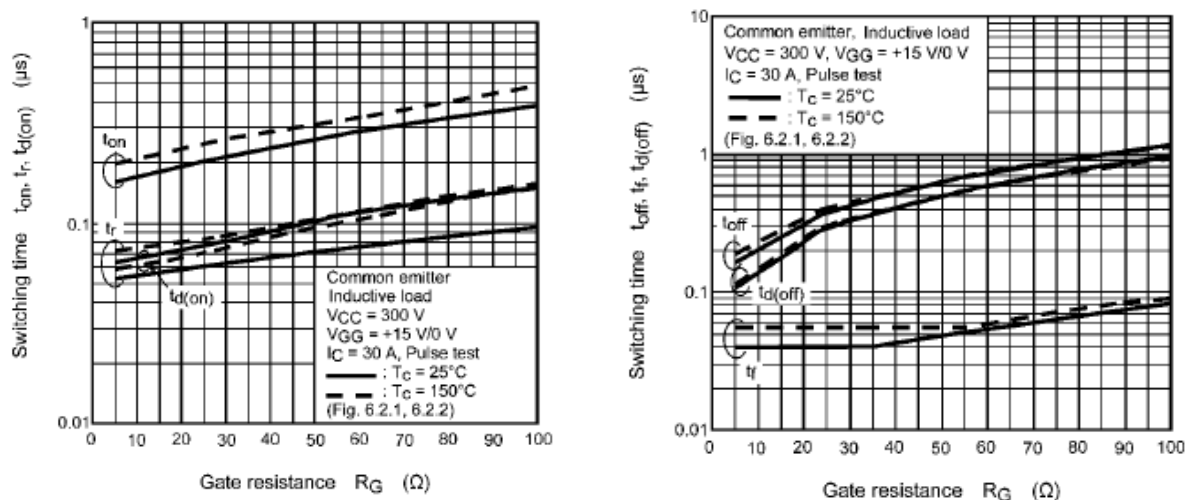 Switching time ton, tr, td(on) (μs)
1
0.1
0.01
ton
tr
td(on)
Common emitter
Inductive load
VCC = 300 V
VGG = +15 V/0 V
IC = 30 A, Pulse test
: Tc = 25°C
: Tc = 150°C
(Fig. 6.2.1, 6.2.2)
0 10 20 30 40 50 60 70 80 90 100
Gate resistance RG (Ω)
Switching time toff, tf, td(off) (μs)
10
1
0.1
0.01
Common emitter, Inductive load
VCC = 300 V, VGG = +15 V/0 V
IC = 30 A, Pulse test
: Tc = 25°C
: Tc = 150°C
(Fig. 6.2.1, 6.2.2)
toff
td(off)
tf
0 10 20 30 40 50 60 70 80 90 100
Gate resistance RG (Ω)